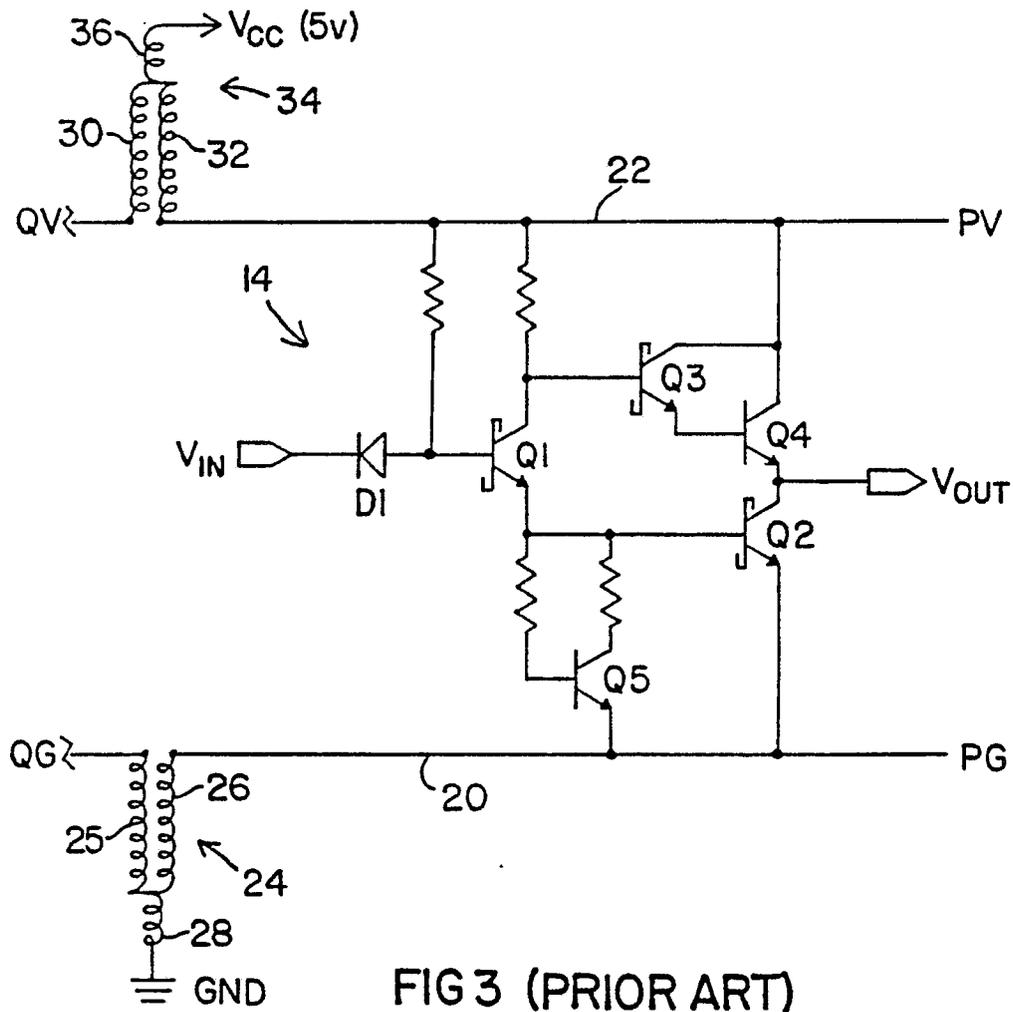 36
VCC (5v)
34
30
32
22
QV
PV
14
Q3
Q4
VIN
D1
Q1
VOUT
Q2
Q5
QG
PG
20
26
25
24
28
GND
FIG 3 (PRIOR ART)